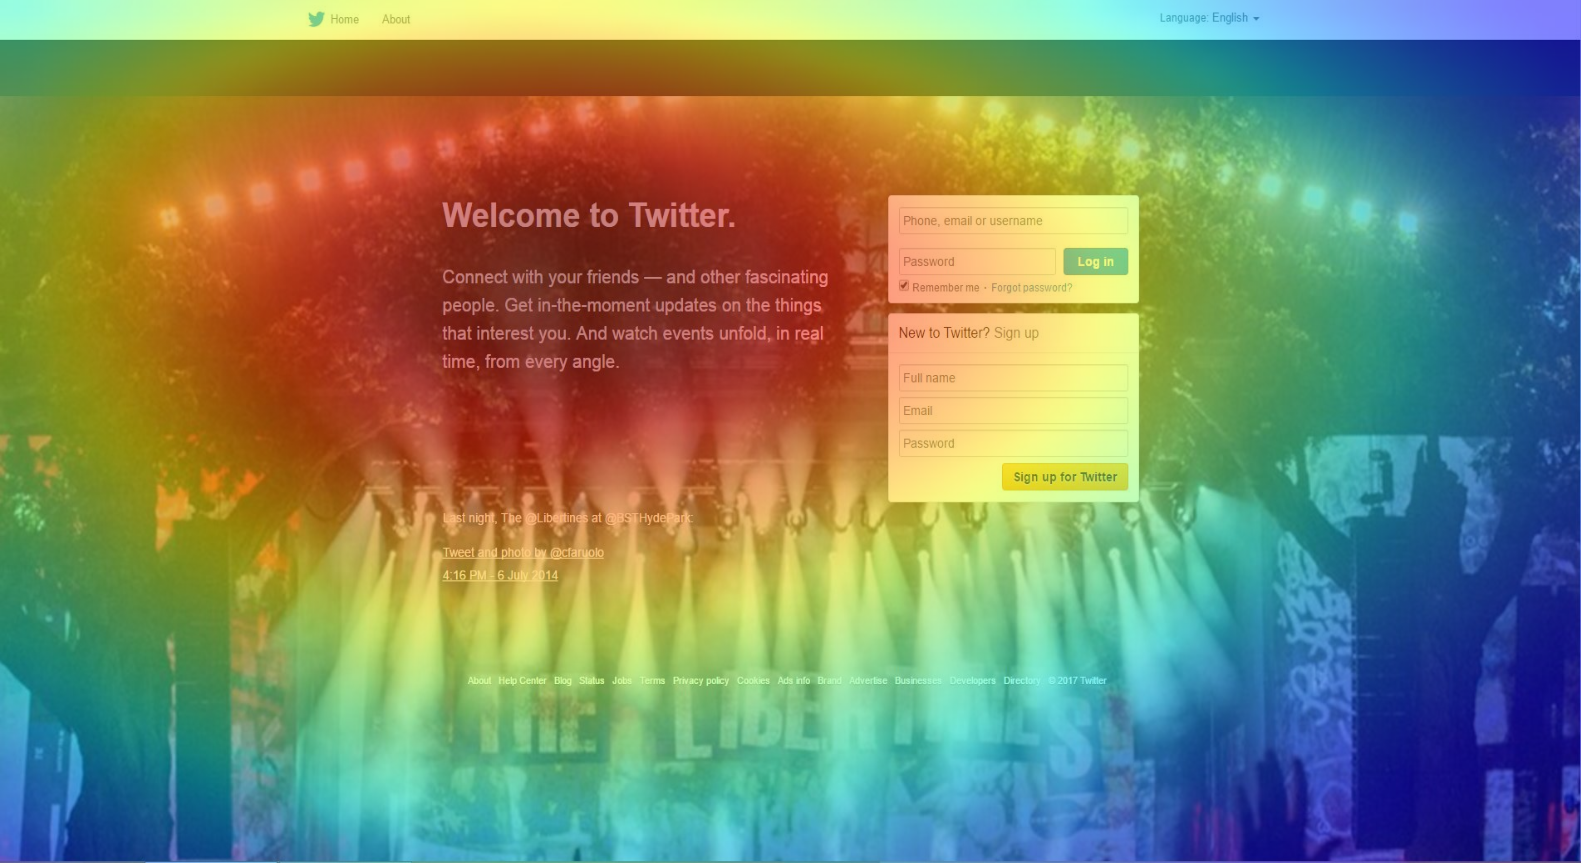 Home About Language: English
Welcome to Twitter.
Connect with your friends — and other fascinating
people. Get in-the-moment updates on the things
that interest you. And watch events unfold, in real
time, from every angle.
Phone, email or username
Password Log in
Remember me · Forgot password?
New to Twitter? Sign up
Full name
Email
Password
Sign up for Twitter
Last night, The @Libertines at @BSTHydePark:
Tweet and photo by @cfaruolo
4:16 PM - 6 July 2014
About Help Center Blog Status Jobs Terms Privacy policy Cookies Ads info Brand Advertise Businesses Developers Directory © 2017 Twitter
THE LIBERTINES